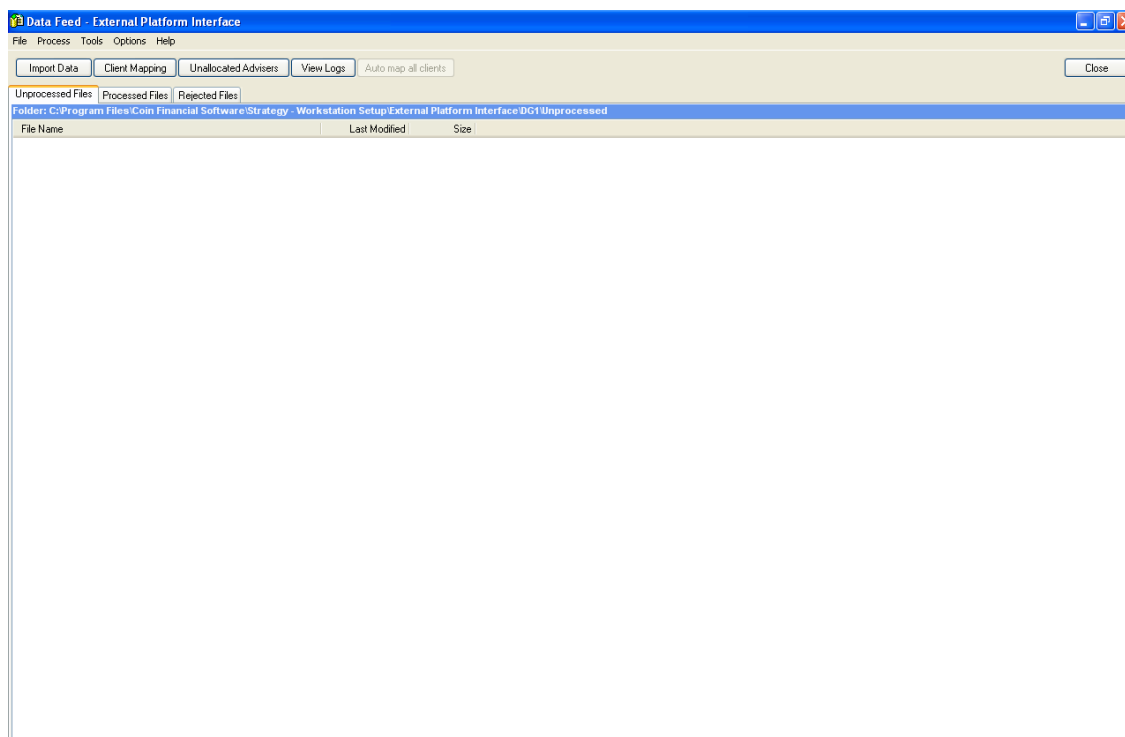 Data Feed - External Platform Interface
File Process Tools Options Help
Import Data Client Mapping Unallocated Advisers View Logs Auto map all clients Close
Unprocessed Files Processed Files Rejected Files
Folder: C:\Program Files\Coin Financial Software\Strategy - Workstation Setup\External Platform Interface\DG1\Unprocessed
File Name Last Modified Size